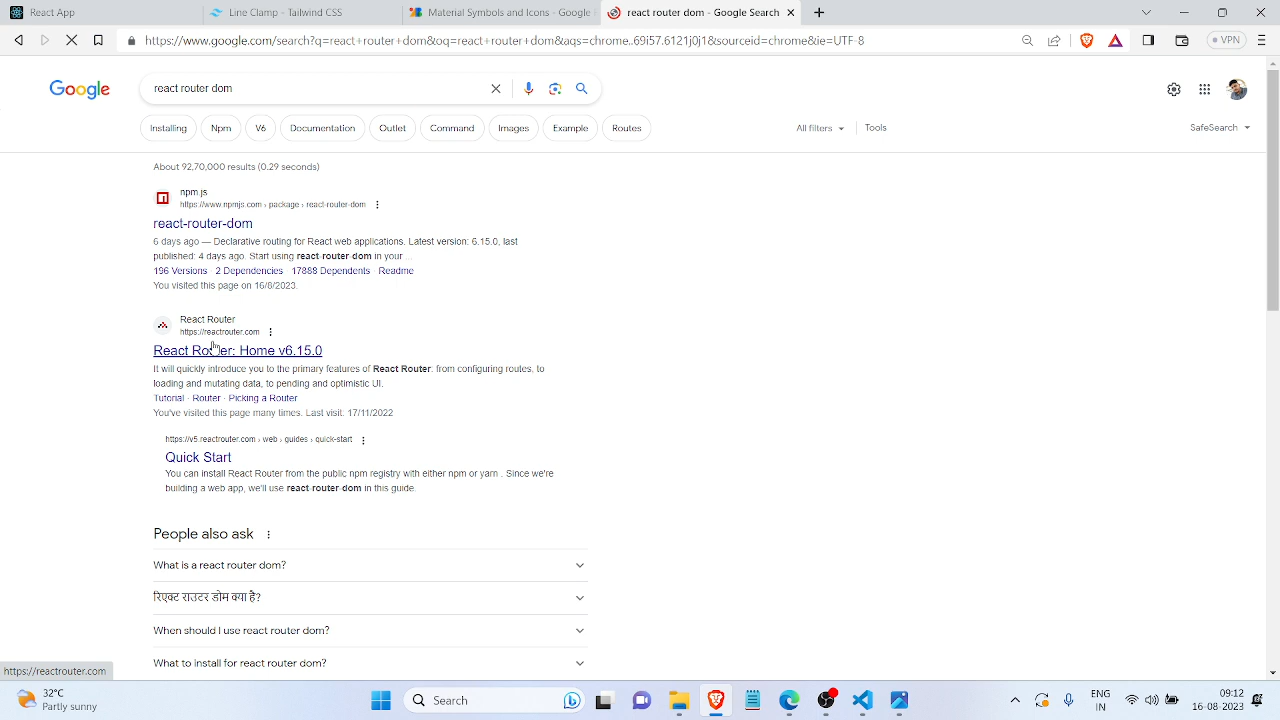 React App
Line Clamp - Tailwind CSS
Material Symbols and Icons - Google
react router dom - Google Search
https://www.google.com/search?q=react+router+dom&oq=react+router+dom&aqs=chrome..69i57.6121j0j1&sourceid=chrome&ie=UTF-8
VPN
Google
react router dom
Installing
Npm
V6
Documentation
Outlet
Command
Images
Example
Routes
All filters
Tools
SafeSearch
About 92,70,000 results (0.29 seconds)
npm.js
https://www.npmjs.com › package › react-router-dom
react-router-dom
6 days ago — Declarative routing for React web applications. Latest version: 6.15.0, last
published: 4 days ago. Start using react-router-dom in your ...
196 Versions · 2 Dependencies · 17888 Dependents · Readme
You visited this page on 16/8/2023.
React Router
https://reactrouter.com
React Router: Home v6.15.0
It will quickly introduce you to the primary features of React Router: from configuring routes, to
loading and mutating data, to pending and optimistic UI.
Tutorial · Router · Picking a Router
You've visited this page many times. Last visit: 17/11/2022
https://v5.reactrouter.com › web › guides › quick-start
Quick Start
You can install React Router from the public npm registry with either npm or yarn . Since we're
building a web app, we'll use react-router-dom in this guide.
People also ask
What is a react router dom?
रिएक्ट राउटर डोम क्या है?
When should I use react router dom?
What to install for react router dom?
https://reactrouter.com
32°C
Partly sunny
Search
ENG
IN
09:12
16-08-2023